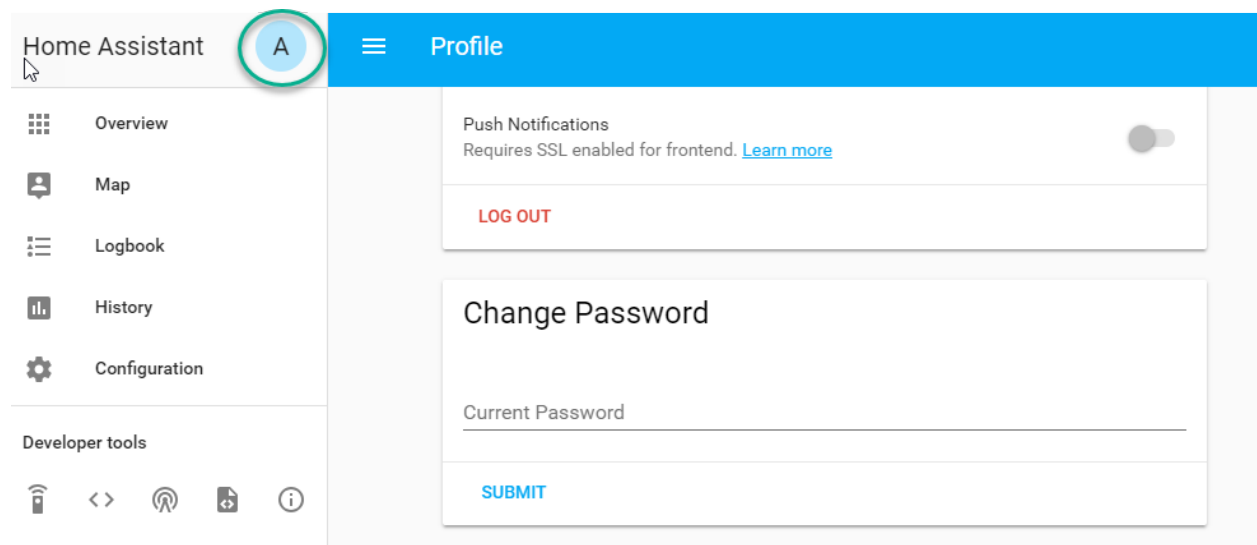 Home Assistant
A
Profile
Overview
Map
Logbook
History
Configuration
Developer tools
Push Notifications
Requires SSL enabled for frontend. Learn more
LOG OUT
Change Password
Current Password
SUBMIT